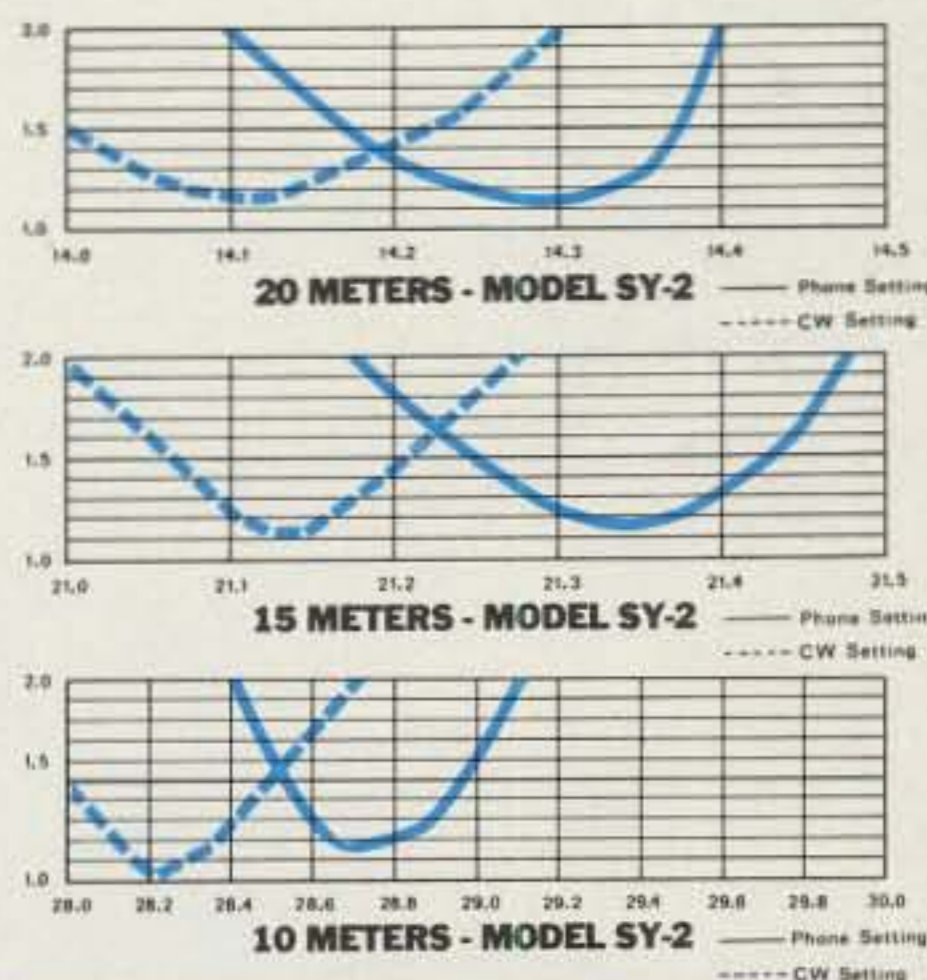 2.0
1.5
1.0
14.0 14.1 14.2 14.3 14.4 14.5
20 METERS - MODEL SY-2
Phone Setting
CW Setting
2.0
1.5
1.0
21.0 21.1 21.2 21.3 21.4 21.5
15 METERS - MODEL SY-2
Phone Settin
CW Setting
2.0
1.5
1.0
28.0 28.2 28.4 28.6 28.8 29.0 29.2 29.4 29.6 29.8 30.0
10 METERS - MODEL SY-2
Phone Setting
CW Setting